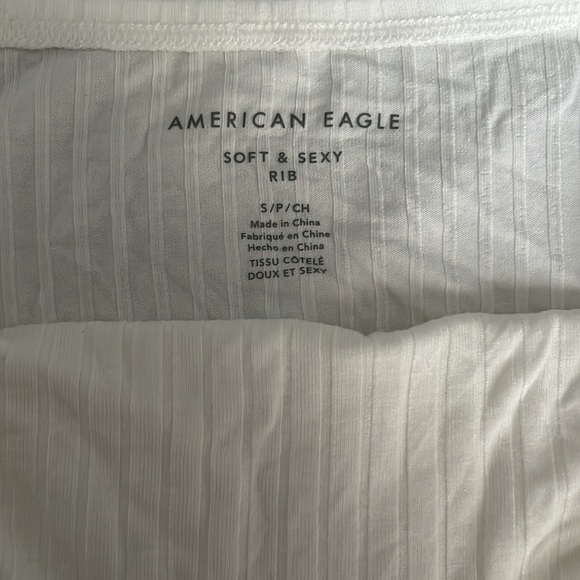 AMERICAN EAGLE
SOFT & SEXY
RIB
S/P/CH
Made in China
Fabriqué en Chine
Hecho en China
TISSU CÔTELÉ
DOUX ET SEXY